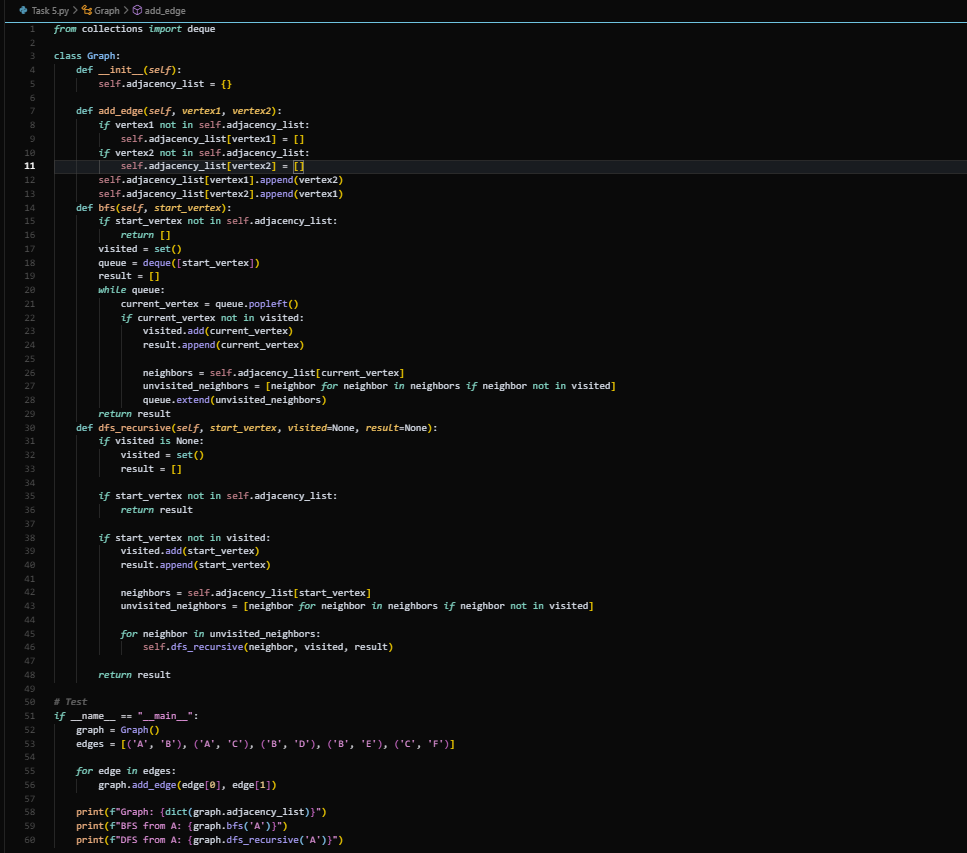 Task 5.py > Graph > add_edge
1 from collections import deque
2
3 class Graph:
4     def __init__(self):
5         self.adjacency_list = {}
6
7     def add_edge(self, vertex1, vertex2):
8         if vertex1 not in self.adjacency_list:
9             self.adjacency_list[vertex1] = []
10         if vertex2 not in self.adjacency_list:
11             self.adjacency_list[vertex2] = []
12         self.adjacency_list[vertex1].append(vertex2)
13         self.adjacency_list[vertex2].append(vertex1)
14     def bfs(self, start_vertex):
15         if start_vertex not in self.adjacency_list:
16             return []
17         visited = set()
18         queue = deque([start_vertex])
19         result = []
20         while queue:
21             current_vertex = queue.popleft()
22             if current_vertex not in visited:
23                 visited.add(current_vertex)
24                 result.append(current_vertex)
25
26                 neighbors = self.adjacency_list[current_vertex]
27                 unvisited_neighbors = [neighbor for neighbor in neighbors if neighbor not in visited]
28                 queue.extend(unvisited_neighbors)
29         return result
30     def dfs_recursive(self, start_vertex, visited=None, result=None):
31         if visited is None:
32             visited = set()
33             result = []
34
35         if start_vertex not in self.adjacency_list:
36             return result
37
38         if start_vertex not in visited:
39             visited.add(start_vertex)
40             result.append(start_vertex)
41
42             neighbors = self.adjacency_list[start_vertex]
43             unvisited_neighbors = [neighbor for neighbor in neighbors if neighbor not in visited]
44
45             for neighbor in unvisited_neighbors:
46                 self.dfs_recursive(neighbor, visited, result)
47
48         return result
49
50 # Test
51 if __name__ == "__main__":
52     graph = Graph()
53     edges = [('A', 'B'), ('A', 'C'), ('B', 'D'), ('B', 'E'), ('C', 'F')]
54
55     for edge in edges:
56         graph.add_edge(edge[0], edge[1])
57
58     print(f"Graph: {dict(graph.adjacency_list)}")
59     print(f"BFS from A: {graph.bfs('A')}")
60     print(f"DFS from A: {graph.dfs_recursive('A')}")